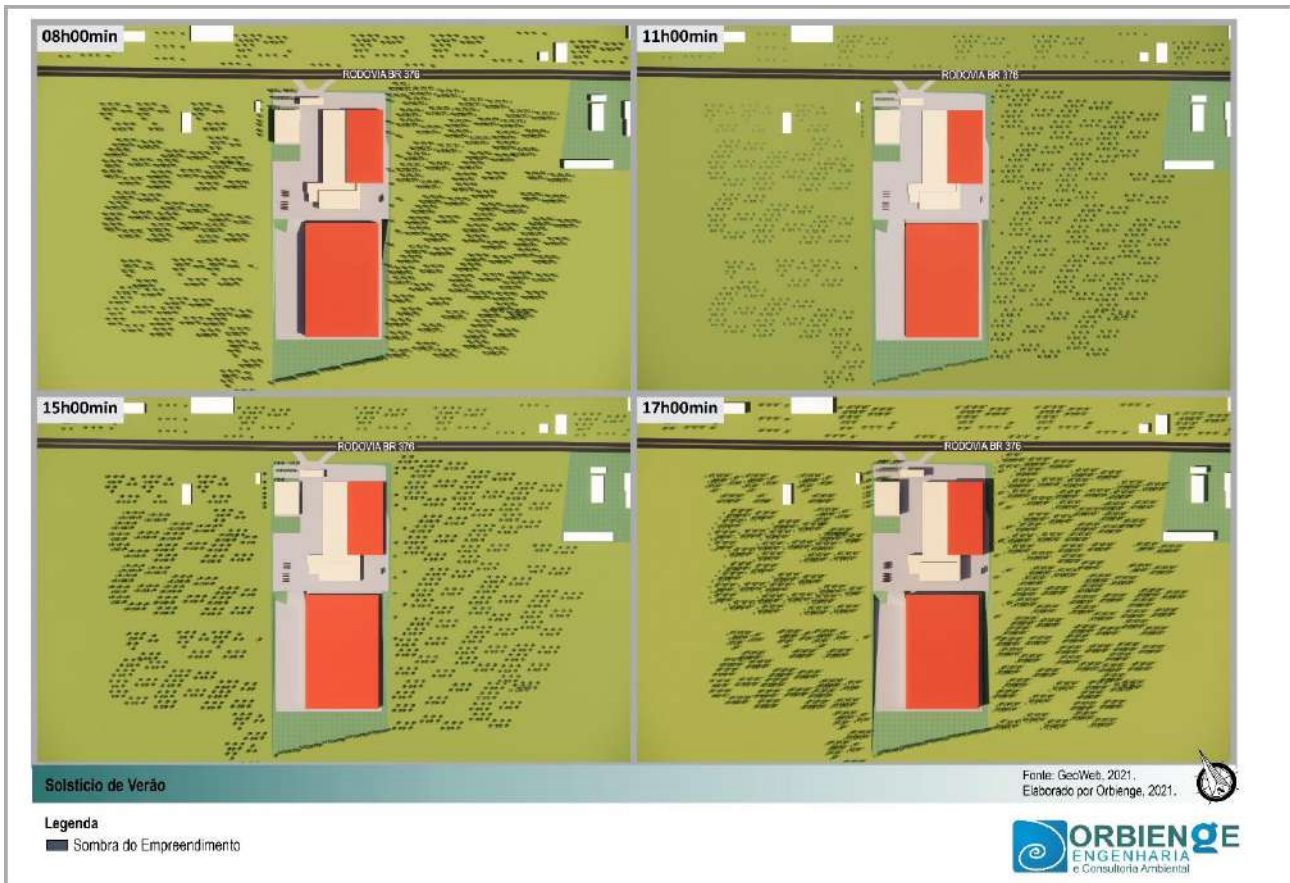 08h00min
11h00min
RODOVIA BR 376
RODOVIA BR 376
15h00min
17h00min
RODOVIA BR 376
RODOVIA BR 376
Solstício de Verão
Fonte: GeoWeb, 2021.
Elaborado por Orbienge, 2021.
Legenda
Sombra do Empreendimento
ORBIENGE
ENGENHARIA
e Consultoria Ambiental